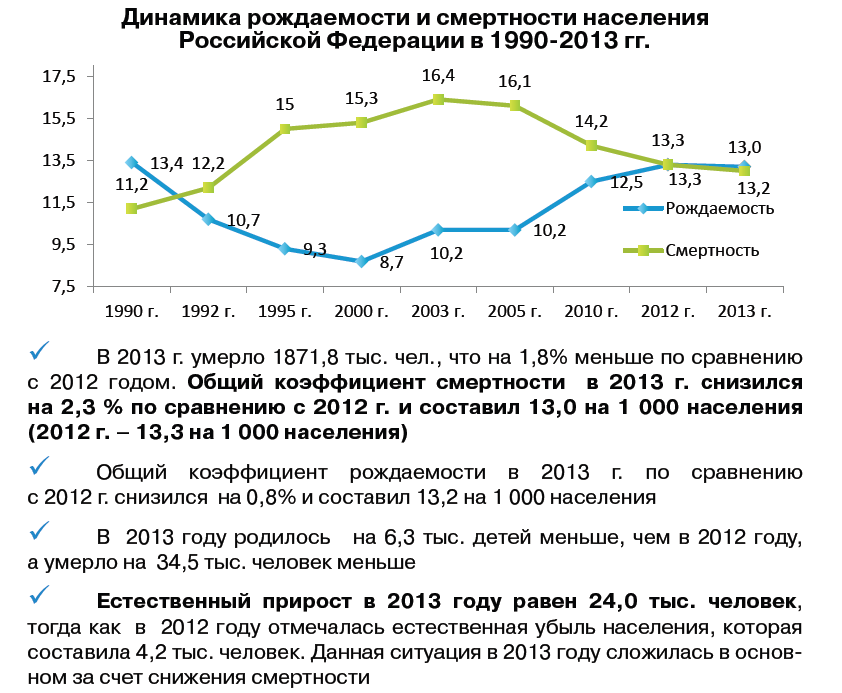 Динамика рождаемости и смертности населения
Российской Федерации в 1990-2013 гг.
17,5
15,5
13,5
11,5
9,5
7,5
13,4
10,7
9,3
8,7
10,2
10,2
12,5
13,3
13,2
11,2
12,2
15
15,3
16,4
16,1
14,2
13,3
13,0
Рождаемость
Смертность
1990 г. 1992 г. 1995 г. 2000 г. 2003 г. 2005 г. 2010 г. 2012 г. 2013 г.
✓ В 2013 г. умерло 1871,8 тыс. чел., что на 1,8% меньше по сравнению
с 2012 годом. Общий коэффициент смертности в 2013 г. снизился
на 2,3 % по сравнению с 2012 г. и составил 13,0 на 1 000 населения
(2012 г. – 13,3 на 1 000 населения)
✓ Общий коэффициент рождаемости в 2013 г. по сравнению
с 2012 г. снизился на 0,8% и составил 13,2 на 1 000 населения
✓ В 2013 году родилось на 6,3 тыс. детей меньше, чем в 2012 году,
а умерло на 34,5 тыс. человек меньше
✓ Естественный прирост в 2013 году равен 24,0 тыс. человек,
тогда как в 2012 году отмечалась естественная убыль населения, которая
составила 4,2 тыс. человек. Данная ситуация в 2013 году сложилась в основ-
ном за счет снижения смертности